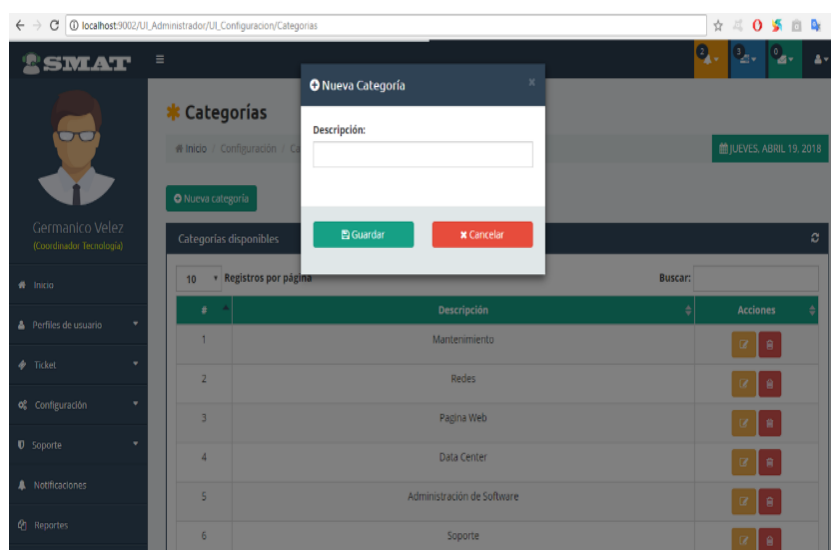 localhost:9002/UI_Administrador/UI_Configuracion/Categorias
SMAT
2
3
0
Nueva Categoría
×
Categorías
Descripción:
Inicio / Configuración /
JUEVES, ABRIL 19, 2018
Nueva categoría
Guardar
Cancelar
Germanico Velez
(Coordinador Tecnología)
Categorías disponibles
10 Registros por página
Buscar:
Inicio
Perfiles de usuario
Ticket
Configuración
Soporte
Notificaciones
Reportes
# Descripción Acciones
1 Mantenimiento
2 Redes
3 Pagina Web
4 Data Center
5 Administración de Software
6 Soporte